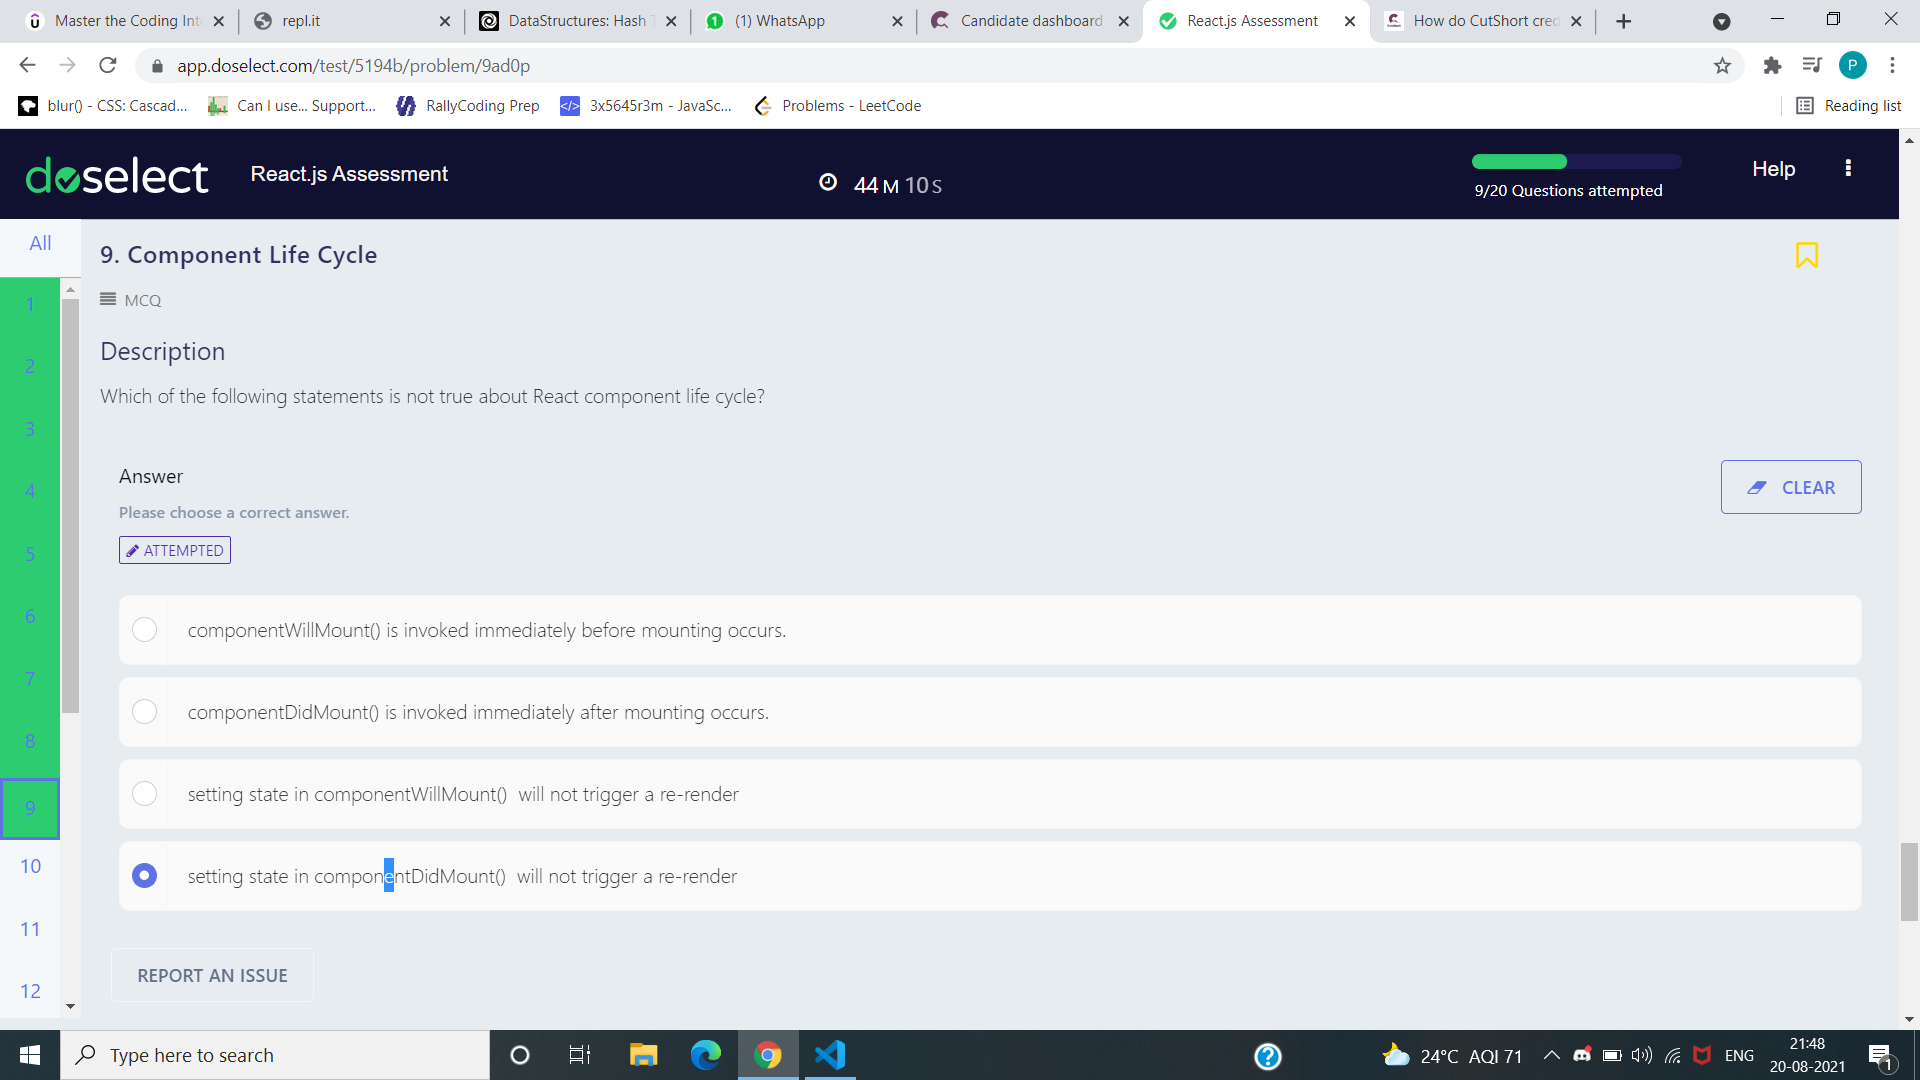 Master the Coding Int
repl.it
DataStructures: Hash T
(1) WhatsApp
Candidate dashboard
React.js Assessment
How do CutShort cred
app.doselect.com/test/5194b/problem/9ad0p
P
blur() - CSS: Cascad...
Can I use... Support...
RallyCoding Prep
3x5645r3m - JavaSc...
Problems - LeetCode
Reading list
doselect
React.js Assessment
44 M 10 S
9/20 Questions attempted
Help
All
1
2
3
4
5
6
7
8
9
10
11
12
9. Component Life Cycle
MCQ
Description
Which of the following statements is not true about React component life cycle?
Answer
Please choose a correct answer.
ATTEMPTED
CLEAR
componentWillMount() is invoked immediately before mounting occurs.
componentDidMount() is invoked immediately after mounting occurs.
setting state in componentWillMount() will not trigger a re-render
setting state in componentDidMount() will not trigger a re-render
REPORT AN ISSUE
Type here to search
24°C AQI 71
ENG
21:48
20-08-2021
1